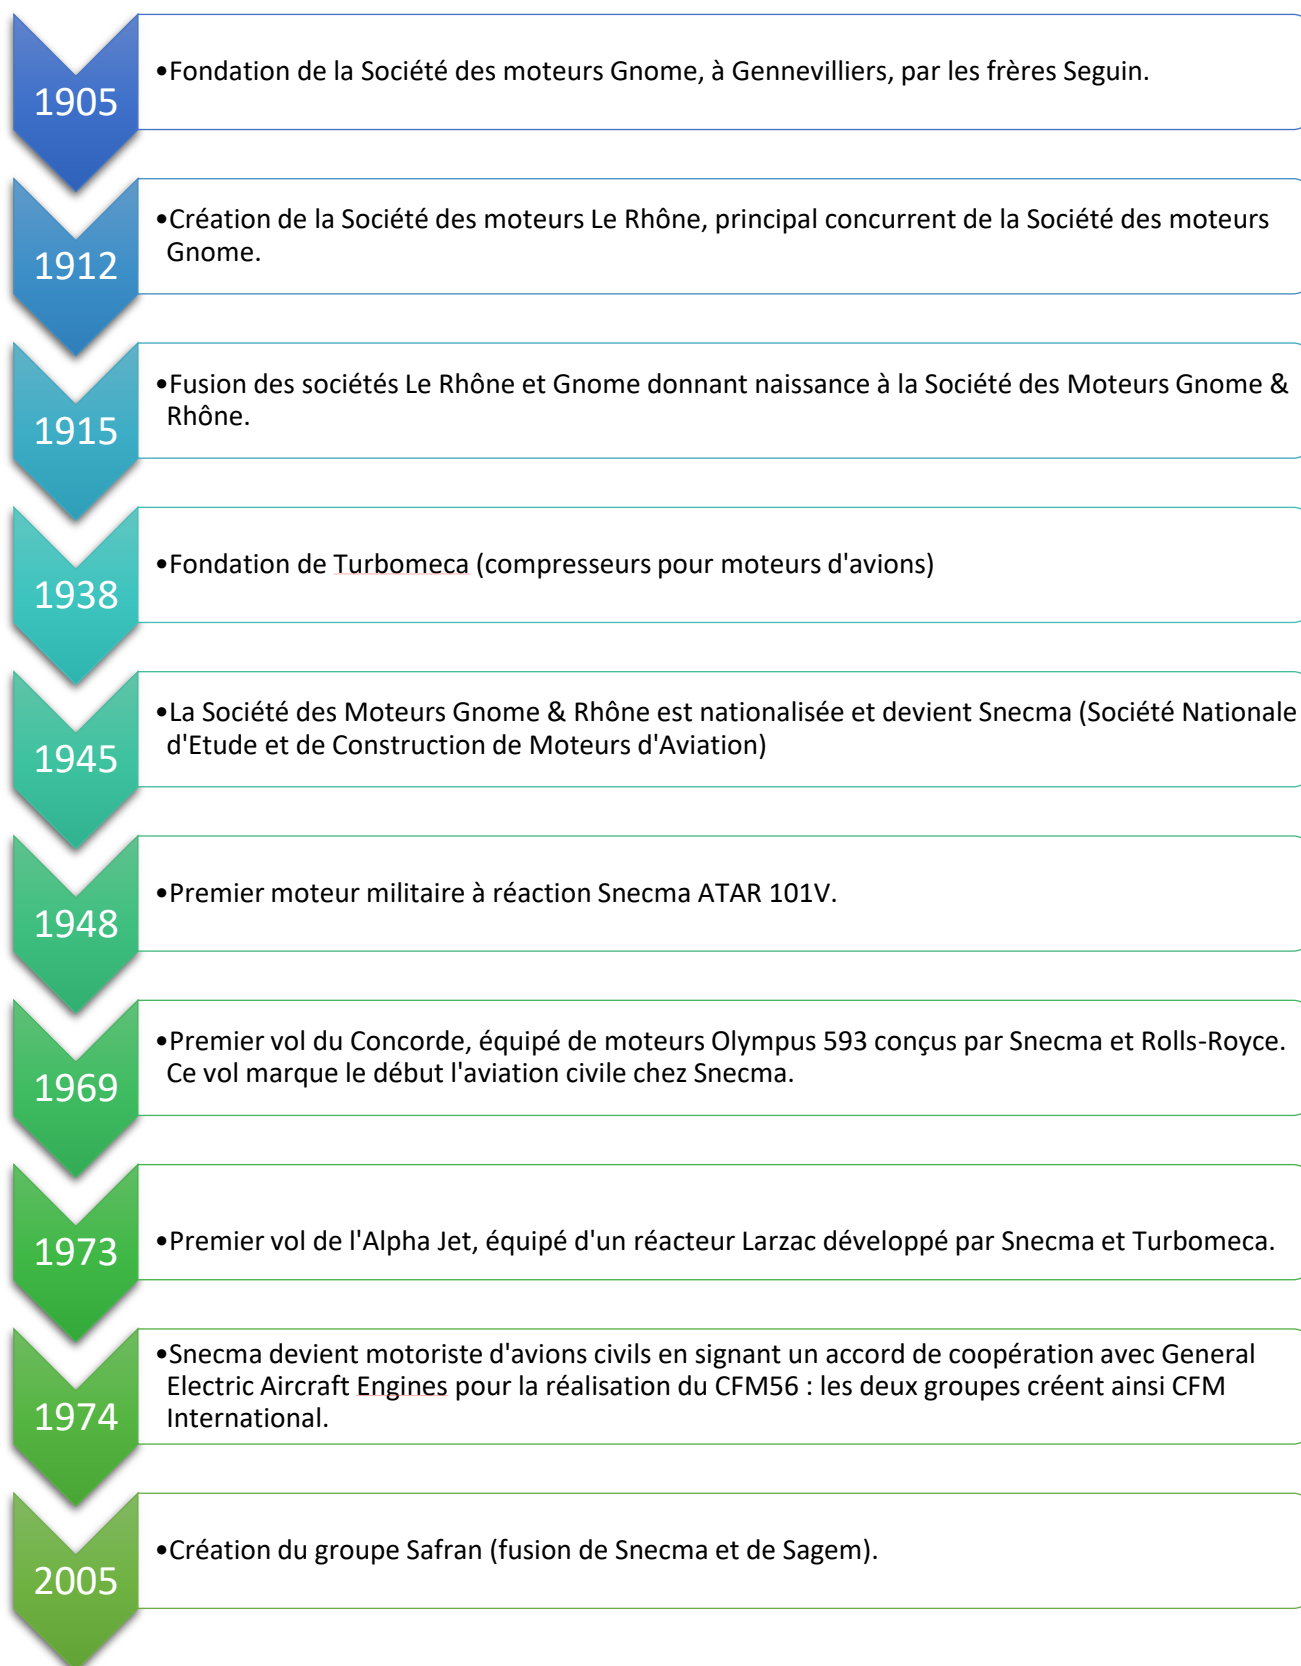 1905
•Fondation de la Société des moteurs Gnome, à Gennevilliers, par les frères Seguin.
1912
•Création de la Société des moteurs Le Rhône, principal concurrent de la Société des moteurs
Gnome.
1915
•Fusion des sociétés Le Rhône et Gnome donnant naissance à la Société des Moteurs Gnome &
Rhône.
1938
•Fondation de Turbomeca (compresseurs pour moteurs d'avions)
1945
•La Société des Moteurs Gnome & Rhône est nationalisée et devient Snecma (Société Nationale
d'Etude et de Construction de Moteurs d'Aviation)
1948
•Premier moteur militaire à réaction Snecma ATAR 101V.
1969
•Premier vol du Concorde, équipé de moteurs Olympus 593 conçus par Snecma et Rolls-Royce.
Ce vol marque le début l'aviation civile chez Snecma.
1973
•Premier vol de l'Alpha Jet, équipé d'un réacteur Larzac développé par Snecma et Turbomeca.
1974
•Snecma devient motoriste d'avions civils en signant un accord de coopération avec General
Electric Aircraft Engines pour la réalisation du CFM56 : les deux groupes créent ainsi CFM
International.
2005
•Création du groupe Safran (fusion de Snecma et de Sagem).